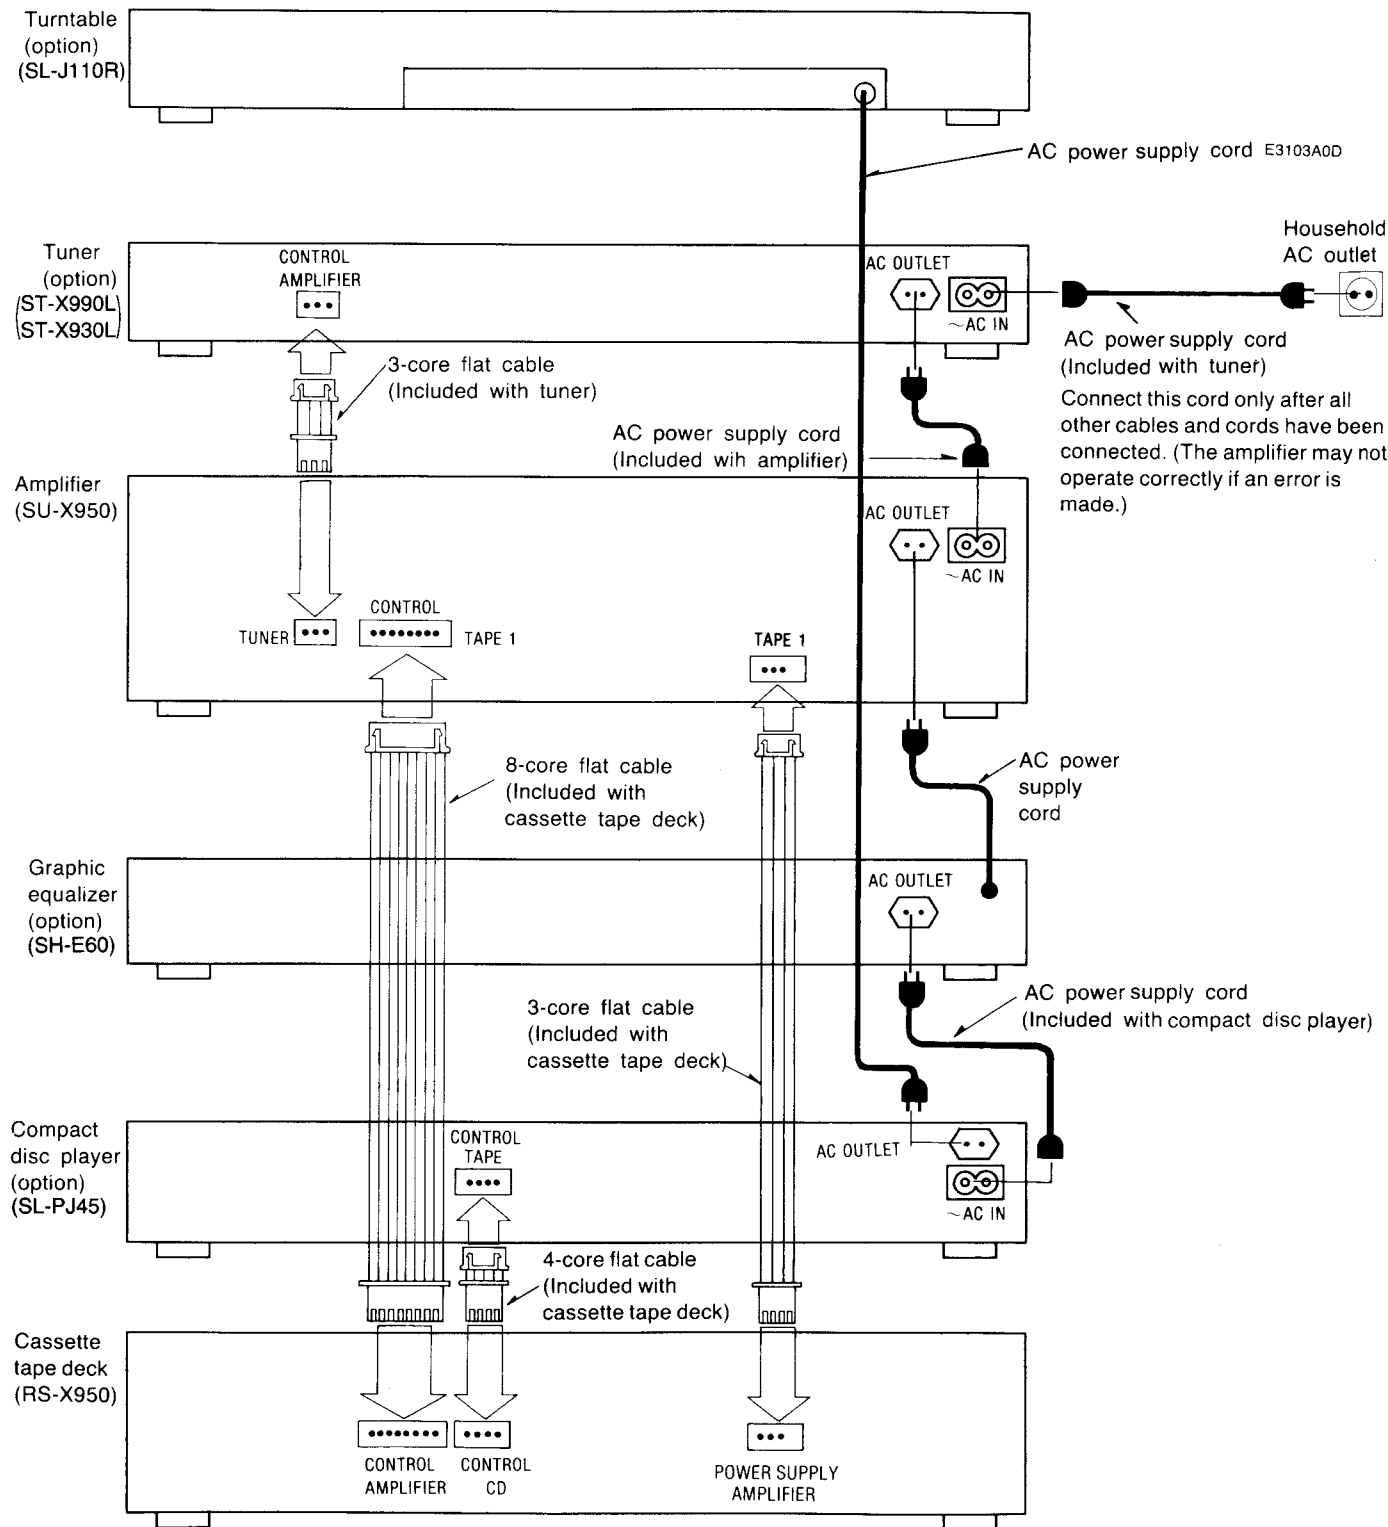 Turntable
(option)
(SL-J110R)
AC power supply cord E3103A0D
Tuner
(option)
(ST-X990L)
(ST-X930L)
CONTROL
AMPLIFIER
AC OUTLET
~AC IN
Household
AC outlet
AC power supply cord
(Included with tuner)
Connect this cord only after all
other cables and cords have been
connected. (The amplifier may not
operate correctly if an error is
made.)
3-core flat cable
(Included with tuner)
AC power supply cord
(Included wih amplifier)
Amplifier
(SU-X950)
AC OUTLET
~AC IN
TUNER
CONTROL
TAPE 1
TAPE 1
8-core flat cable
(Included with
cassette tape deck)
AC power
supply
cord
Graphic
equalizer
(option)
(SH-E60)
AC OUTLET
3-core flat cable
(Included with
cassette tape deck)
AC power supply cord
(Included with compact disc player)
Compact
disc player
(option)
(SL-PJ45)
CONTROL
TAPE
AC OUTLET
~AC IN
4-core flat cable
(Included with
cassette tape deck)
Cassette
tape deck
(RS-X950)
CONTROL
AMPLIFIER
CONTROL
CD
POWER SUPPLY
AMPLIFIER